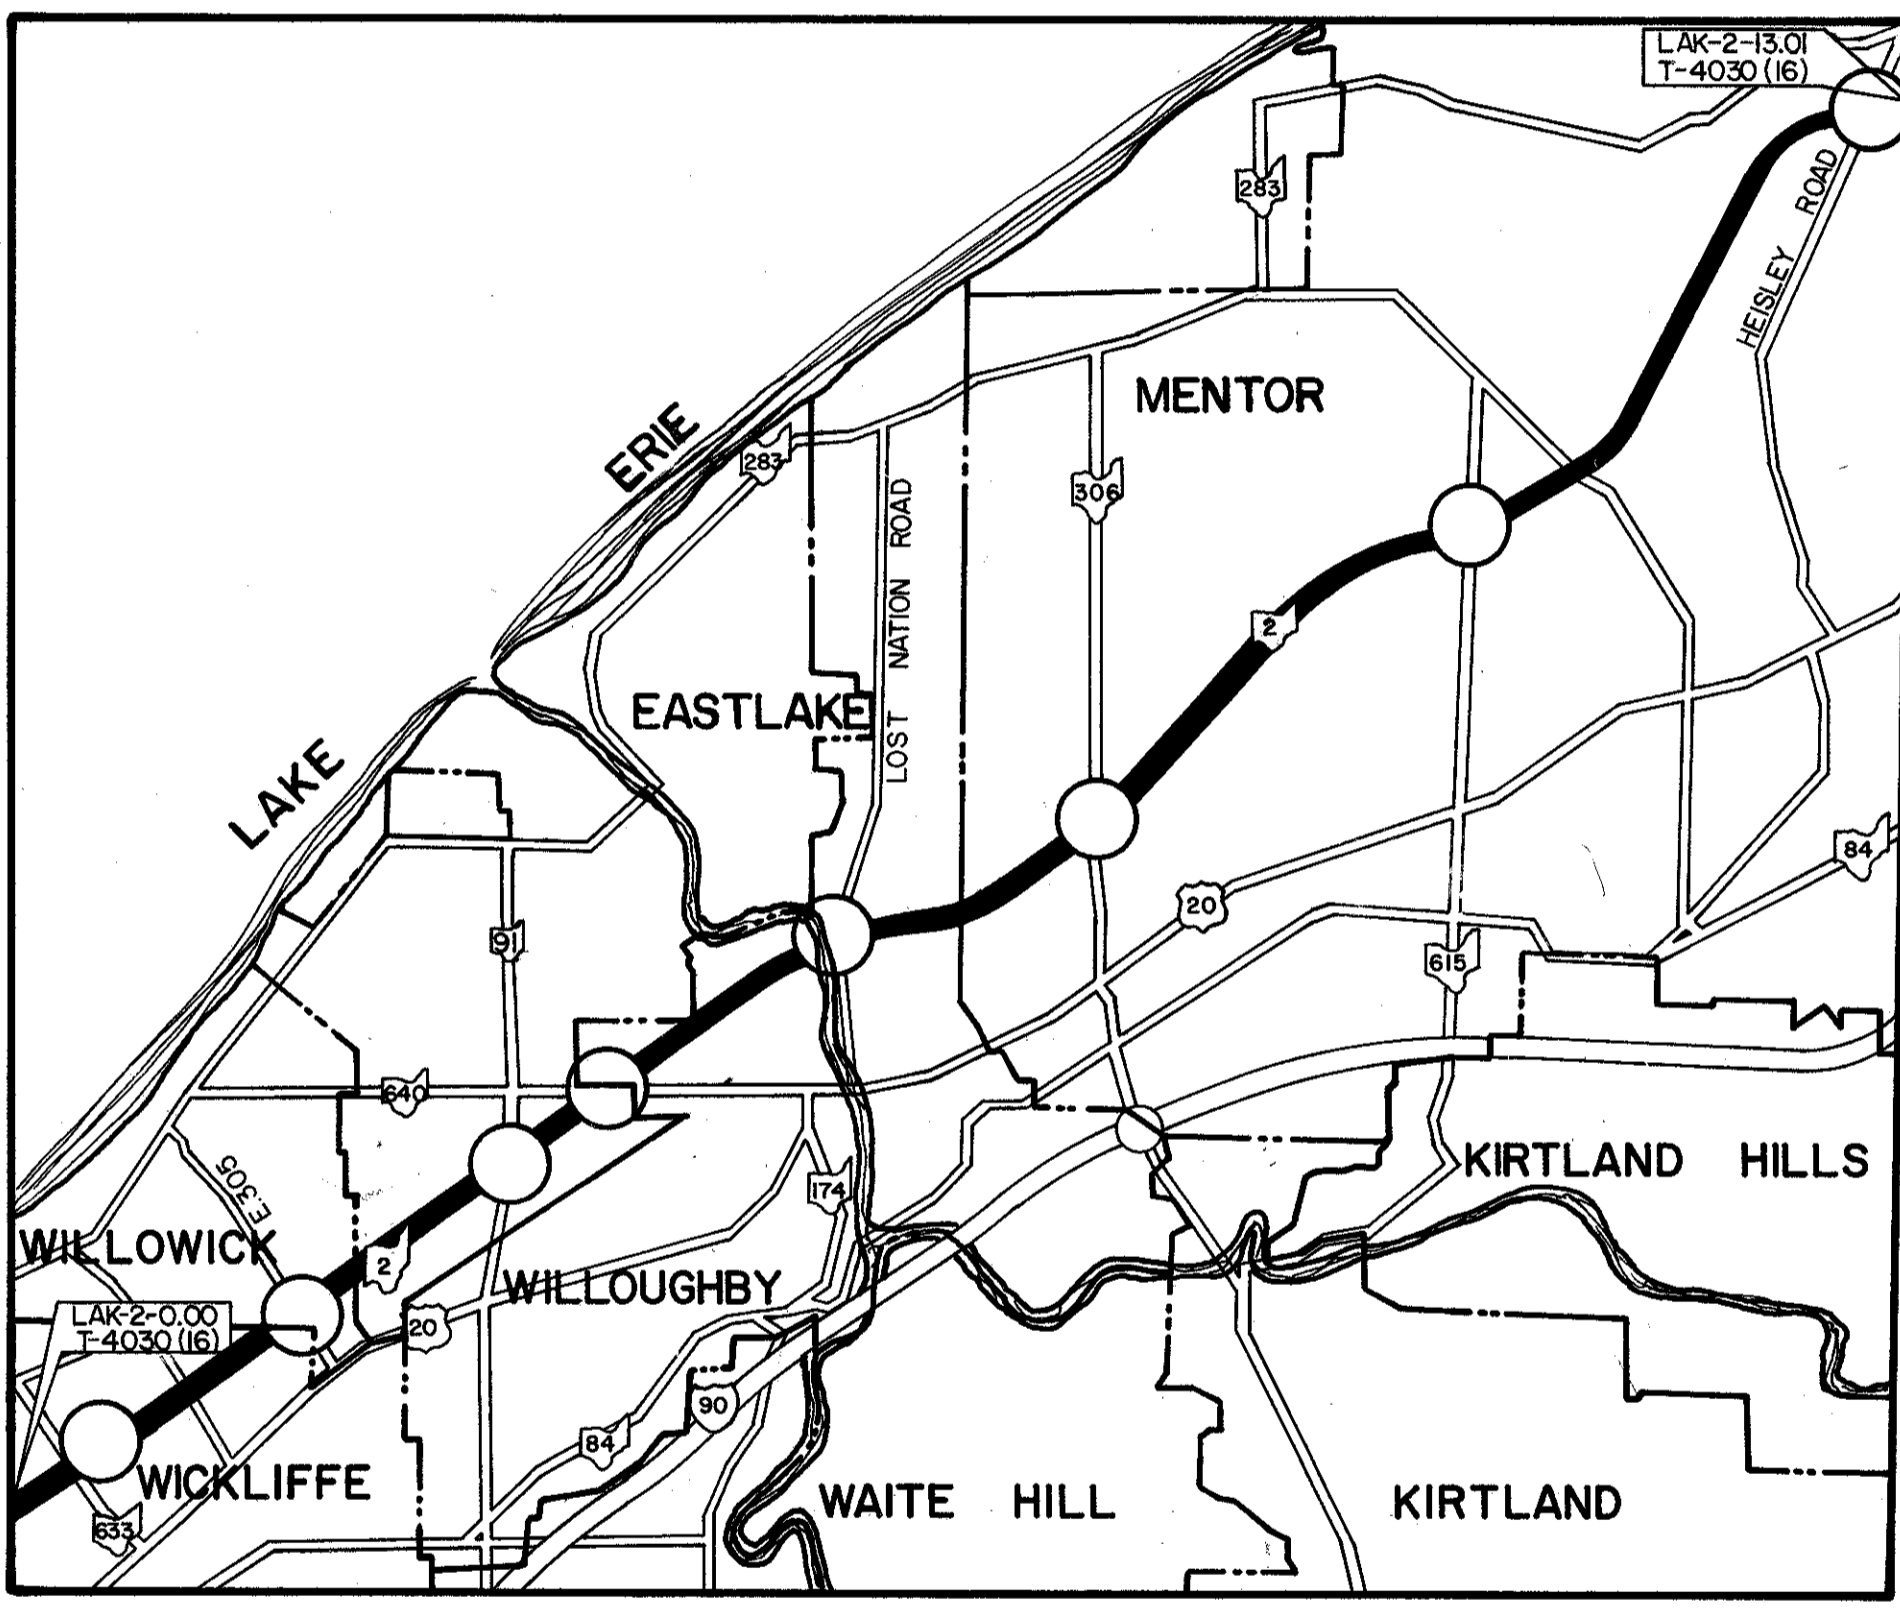 LAK-2-13.01
T-4030 (16)
283
HEISLEY ROAD
MENTOR
ERIE
283
306
LOST NATION ROAD
2
EASTLAKE
LAKE
84
20
91
615
640
E.305
174
KIRTLAND HILLS
WILLOWICK
2
WILLOUGHBY
LAK-2-0.00
T-4030 (16)
20
90
84
WICKLIFFE
WAITE HILL
KIRTLAND
633